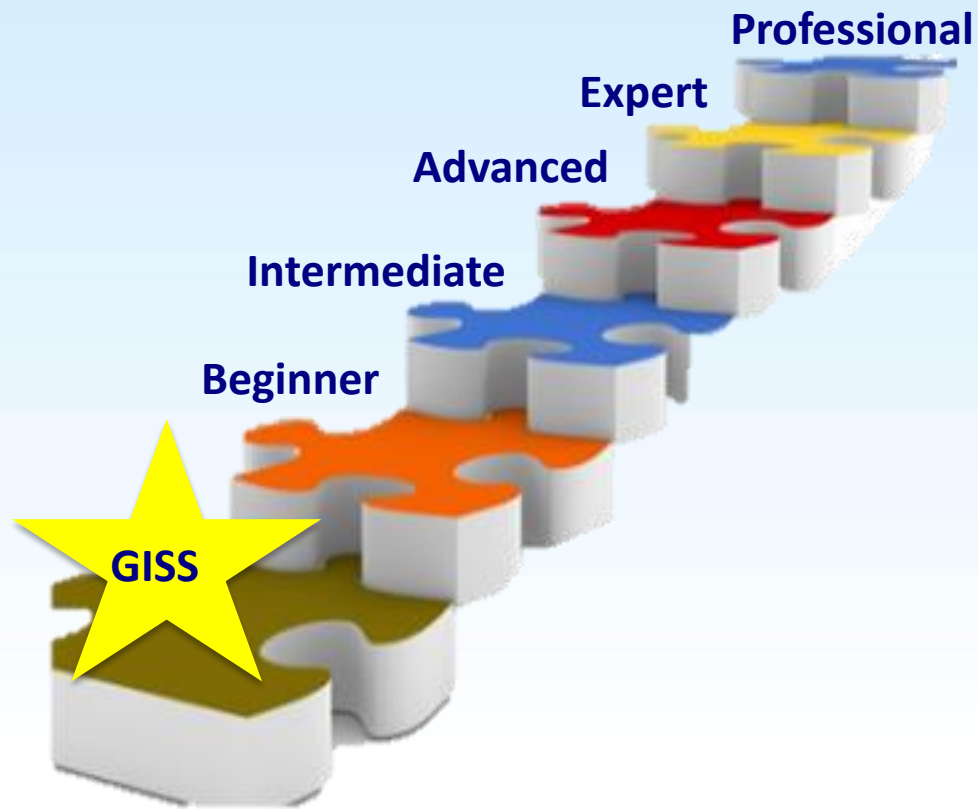 Professional
Expert
Advanced
Intermediate
Beginner
GISS